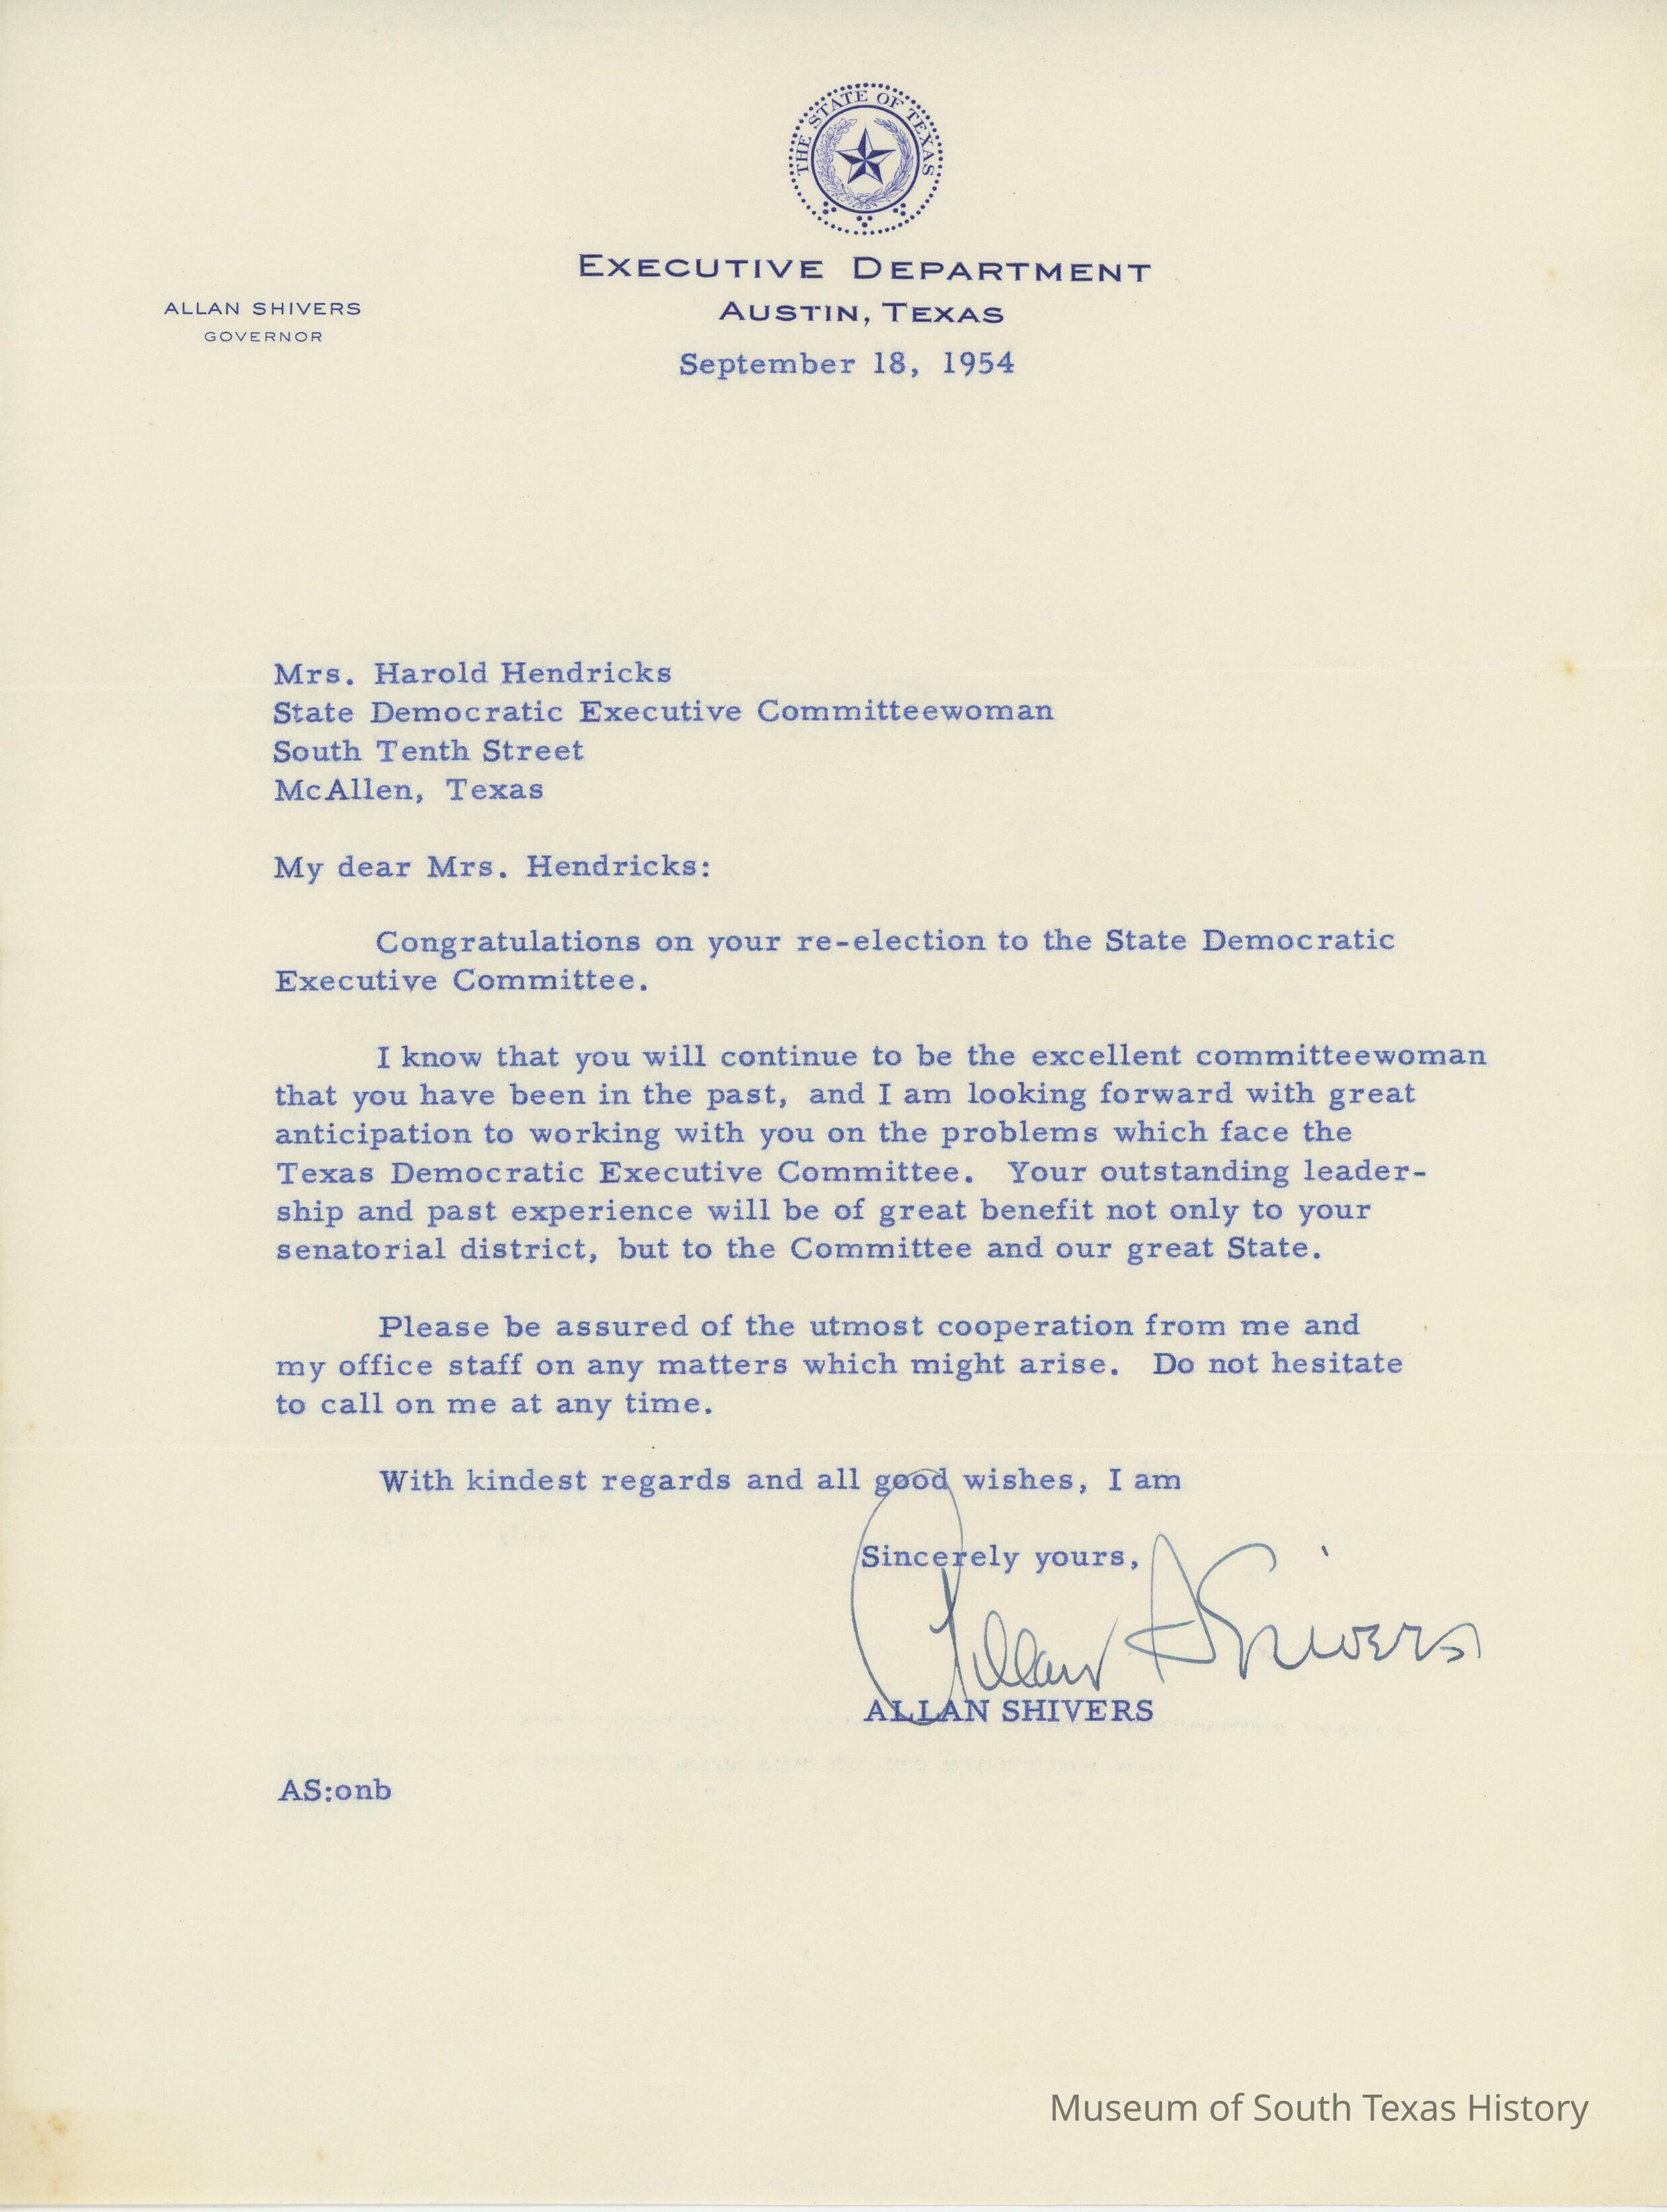 THE STATE OF TEXAS
EXECUTIVE DEPARTMENT
AUSTIN, TEXAS
ALLAN SHIVERS
GOVERNOR
September 18, 1954
Mrs. Harold Hendricks
State Democratic Executive Committeewoman
South Tenth Street
McAllen, Texas
My dear Mrs. Hendricks:
Congratulations on your re-election to the State Democratic
Executive Committee.
I know that you will continue to be the excellent committeewoman
that you have been in the past, and I am looking forward with great
anticipation to working with you on the problems which face the
Texas Democratic Executive Committee. Your outstanding leader-
ship and past experience will be of great benefit not only to your
senatorial district, but to the Committee and our great State.
Please be assured of the utmost cooperation from me and
my office staff on any matters which might arise. Do not hesitate
to call on me at any time.
With kindest regards and all good wishes, I am
Sincerely yours,
Allan Shivers
ALLAN SHIVERS
AS:onb
Museum of South Texas History